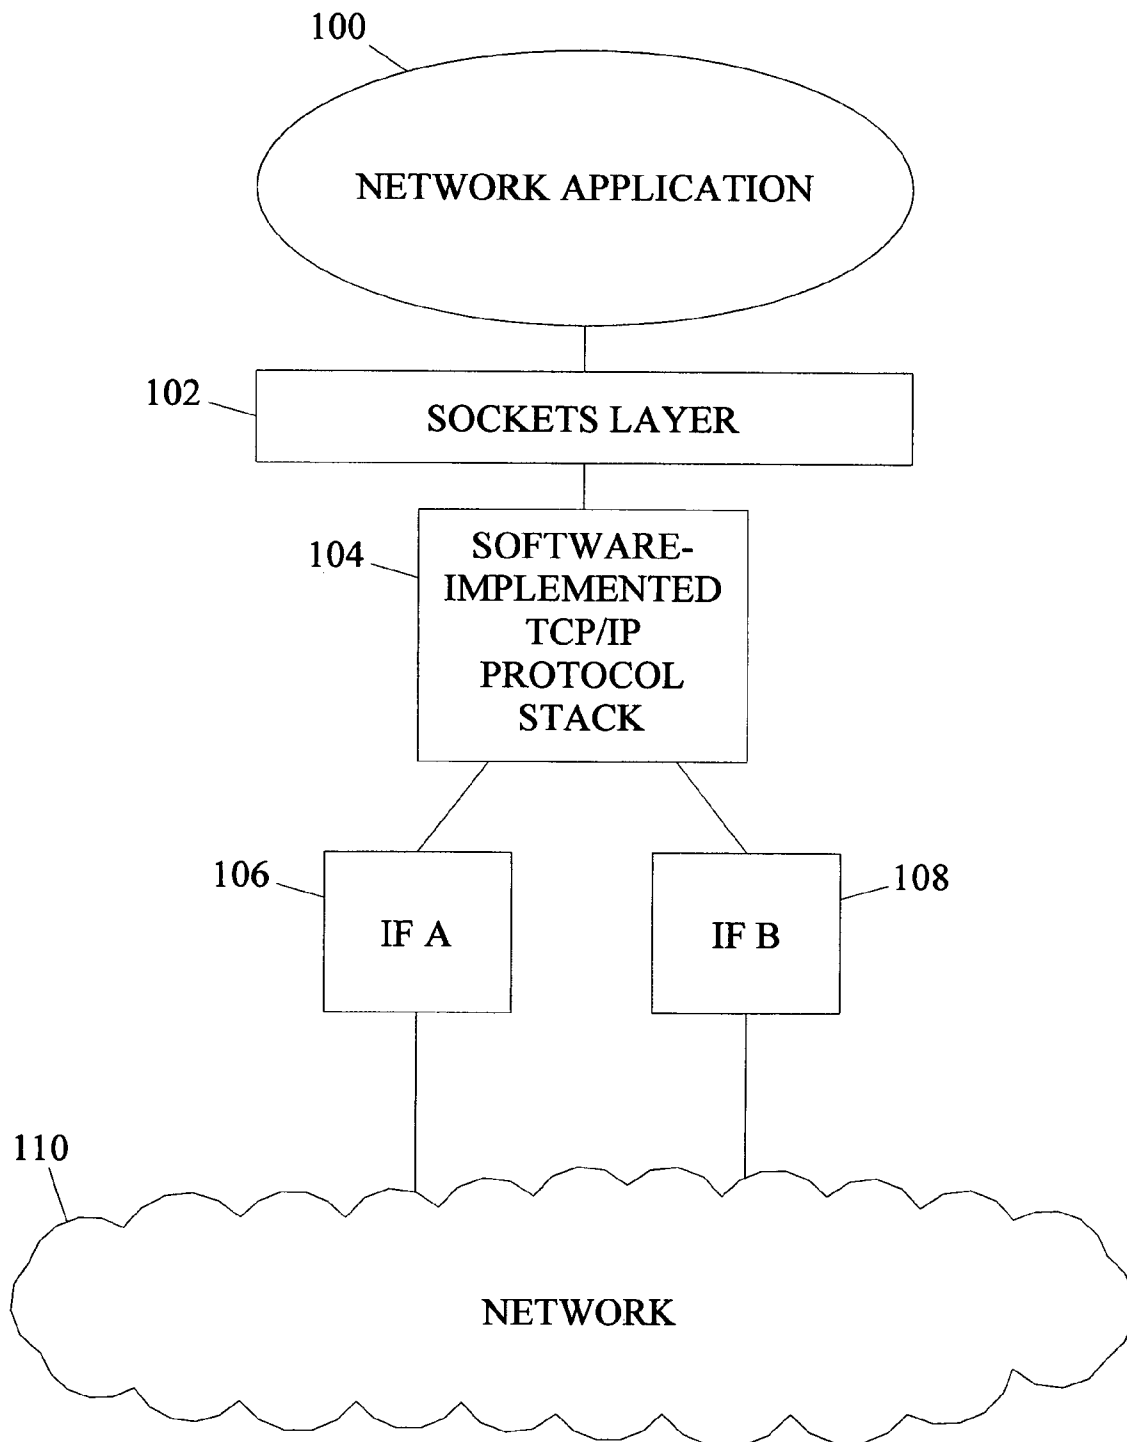 100
NETWORK APPLICATION
102
SOCKETS LAYER
104
SOFTWARE-
IMPLEMENTED
TCP/IP
PROTOCOL
STACK
106
IF A
108
IF B
110
NETWORK